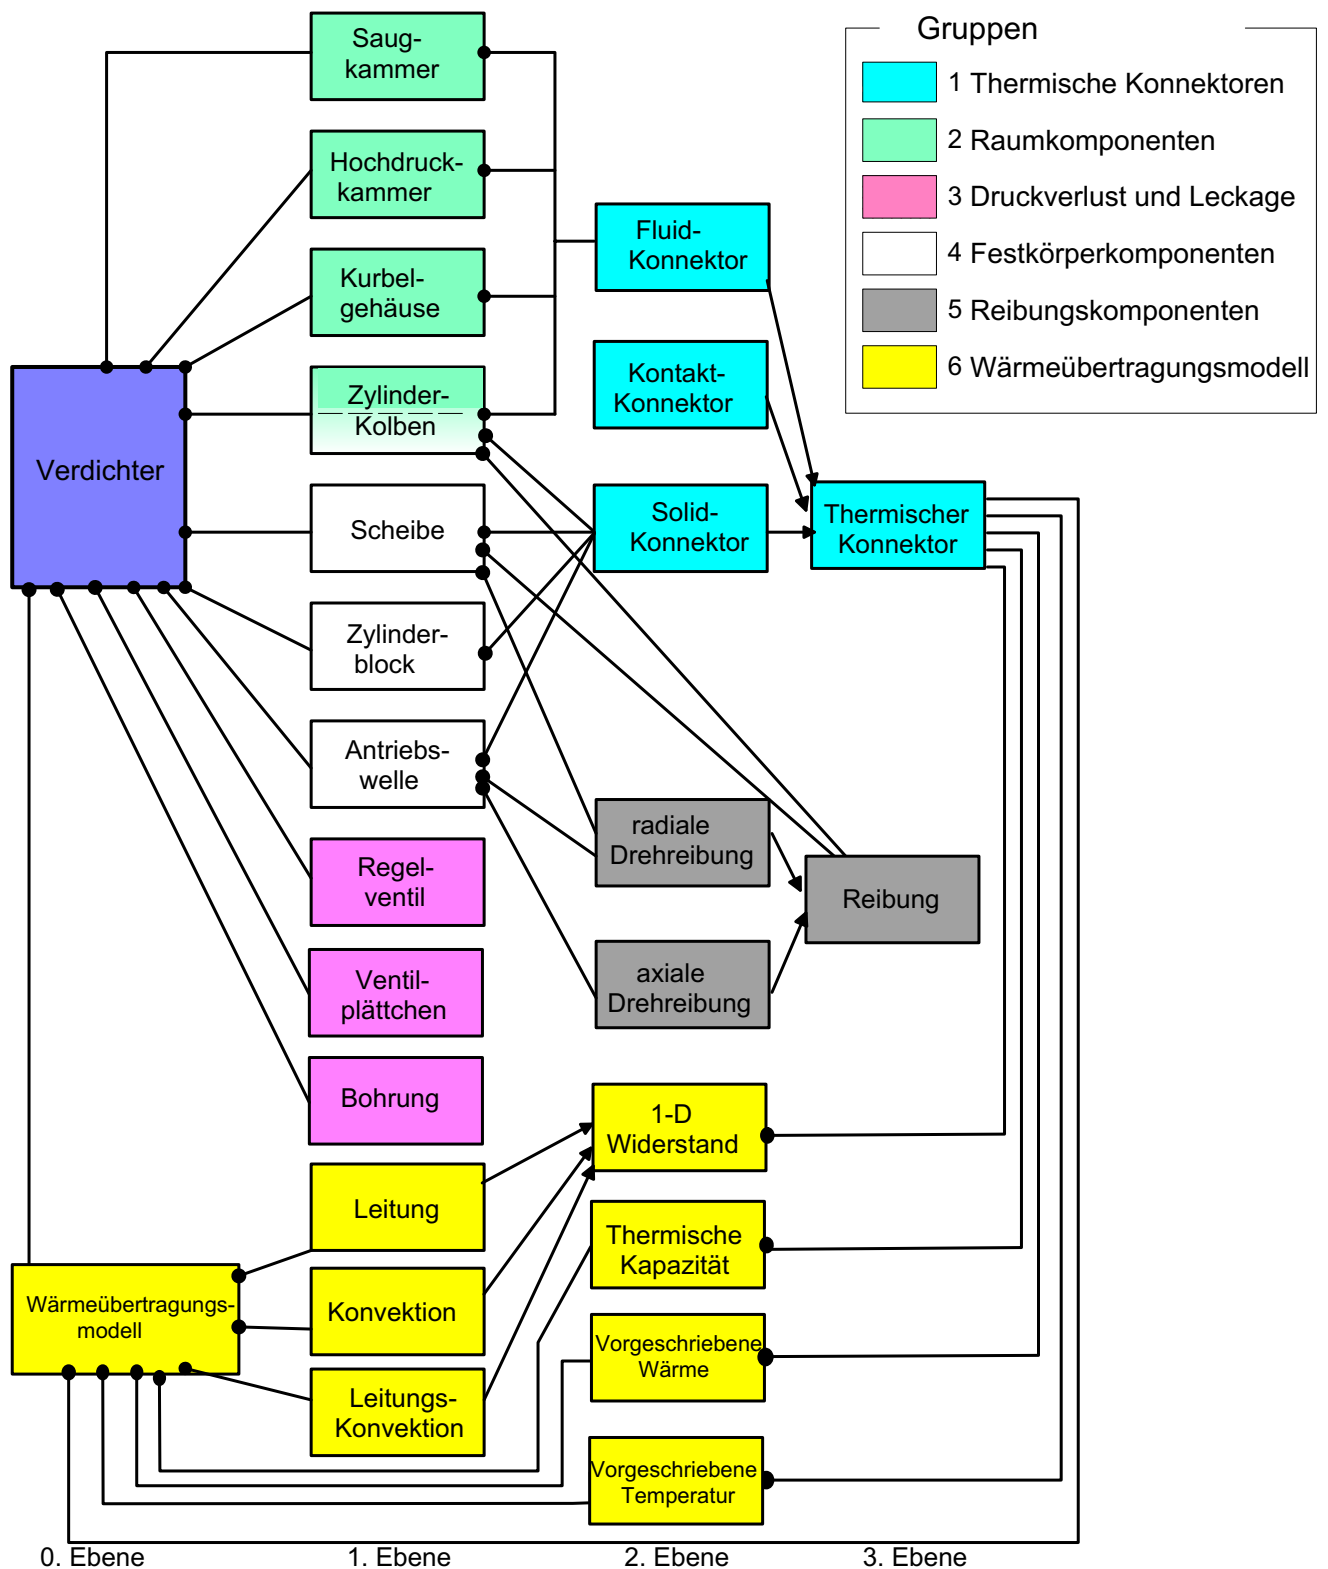 Gruppen
1 Thermische Konnektoren
2 Raumkomponenten
3 Druckverlust und Leckage
4 Festkörperkomponenten
5 Reibungskomponenten
6 Wärmeübertragungsmodell
Verdichter
Wärmeübertragungs-
modell
Saug-
kammer
Hochdruck-
kammer
Kurbel-
gehäuse
Zylinder-
Kolben
Scheibe
Zylinder-
block
Antriebs-
welle
Regel-
ventil
Ventil-
plättchen
Bohrung
Leitung
Konvektion
Leitungs-
Konvektion
Fluid-
Konnektor
Kontakt-
Konnektor
Solid-
Konnektor
radiale
Drehreibung
axiale
Drehreibung
1-D
Widerstand
Thermische
Kapazität
Vorgeschriebene
Wärme
Vorgeschriebene
Temperatur
Thermischer
Konnektor
Reibung
0. Ebene
1. Ebene
2. Ebene
3. Ebene